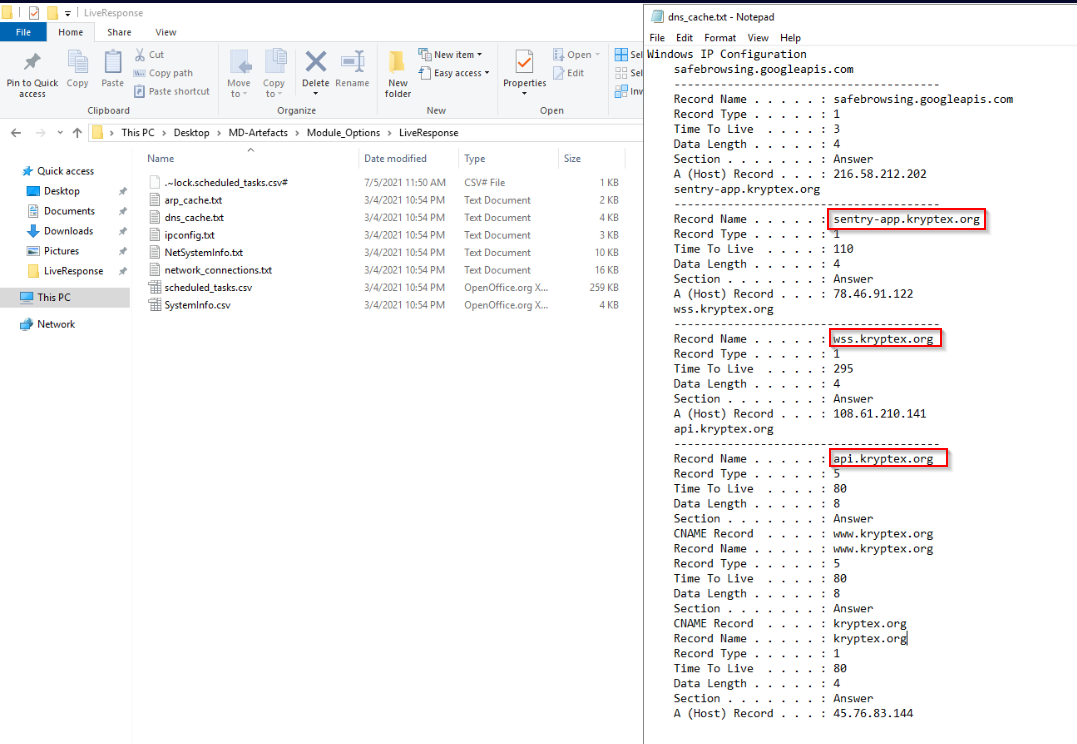 LiveResponse
File
Home
Share
View
Pin to Quick access
Copy
Paste
Cut
Copy path
Paste shortcut
Clipboard
Move to
Copy to
Delete
Rename
Organize
New folder
New item
Easy access
New
Properties
Open
Edit
Open
Sel
Sel
Inv
This PC > Desktop > MD-Artefacts > Module_Options > LiveResponse
Quick access
Desktop
Documents
Downloads
Pictures
LiveResponse
This PC
Network
Name Date modified Type Size
.~lock.scheduled_tasks.csv# 7/5/2021 11:50 AM CSV# File 1 KB
arp_cache.txt 3/4/2021 10:54 PM Text Document 2 KB
dns_cache.txt 3/4/2021 10:54 PM Text Document 4 KB
ipconfig.txt 3/4/2021 10:54 PM Text Document 3 KB
NetSystemInfo.txt 3/4/2021 10:54 PM Text Document 10 KB
network_connections.txt 3/4/2021 10:54 PM Text Document 16 KB
scheduled_tasks.csv 3/4/2021 10:54 PM OpenOffice.org X... 259 KB
SystemInfo.csv 3/4/2021 10:54 PM OpenOffice.org X... 4 KB
dns_cache.txt - Notepad
File Edit Format View Help
Windows IP Configuration
safebrowsing.googleapis.com
----------------------------------------
Record Name . . . . . : safebrowsing.googleapis.com
Record Type . . . . . : 1
Time To Live  . . . . : 3
Data Length . . . . . : 4
Section . . . . . . . : Answer
A (Host) Record . . . : 216.58.212.202
sentry-app.kryptex.org
----------------------------------------
Record Name . . . . . : sentry-app.kryptex.org
Record Type . . . . . : 1
Time To Live  . . . . : 110
Data Length . . . . . : 4
Section . . . . . . . : Answer
A (Host) Record . . . : 78.46.91.122
wss.kryptex.org
----------------------------------------
Record Name . . . . . : wss.kryptex.org
Record Type . . . . . : 1
Time To Live  . . . . : 295
Data Length . . . . . : 4
Section . . . . . . . : Answer
A (Host) Record . . . : 108.61.210.141
api.kryptex.org
----------------------------------------
Record Name . . . . . : api.kryptex.org
Record Type . . . . . : 5
Time To Live  . . . . : 80
Data Length . . . . . : 8
Section . . . . . . . : Answer
CNAME Record  . . . . : www.kryptex.org
Record Name . . . . . : www.kryptex.org
Record Type . . . . . : 5
Time To Live  . . . . : 80
Data Length . . . . . : 8
Section . . . . . . . : Answer
CNAME Record  . . . . : kryptex.org
Record Name . . . . . : kryptex.org
Record Type . . . . . : 1
Time To Live  . . . . : 80
Data Length . . . . . : 4
Section . . . . . . . : Answer
A (Host) Record . . . : 45.76.83.144